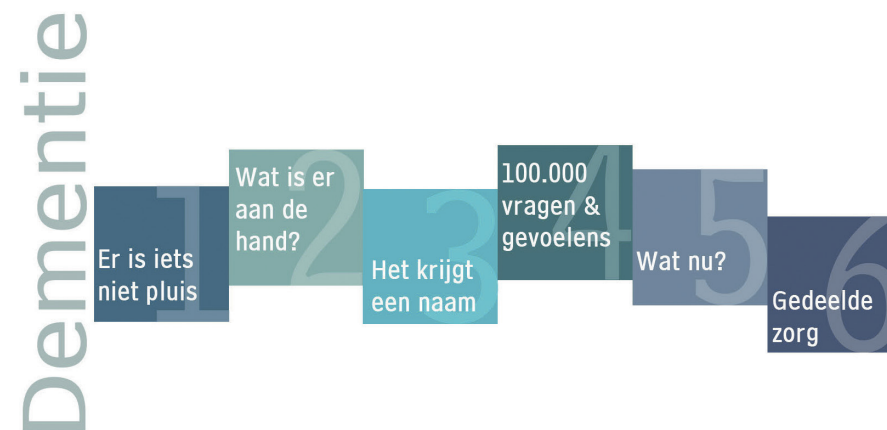 Dementie
1
Er is iets
niet pluis
2
Wat is er
aan de
hand?
3
Het krijgt
een naam
4
100.000
vragen &
gevoelens
5
Wat nu?
6
Gedeelde
zorg